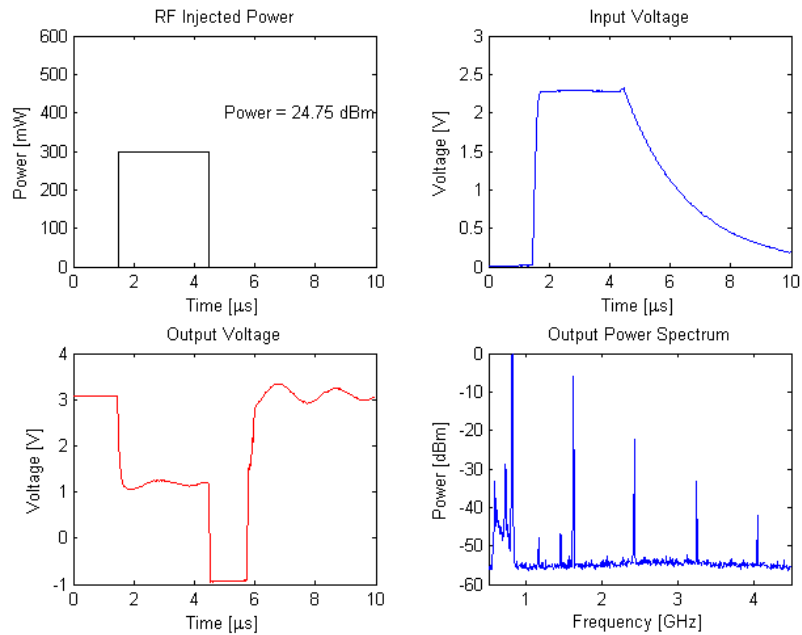 RF Injected Power
600
500
400
300
200
100
0
Power [mW]
Power = 24.75 dBm
0 2 4 6 8 10
Time [µs]
Input Voltage
3
2.5
2
1.5
1
0.5
0
Voltage [V]
0 2 4 6 8 10
Time [µs]
Output Voltage
4
3
2
1
0
-1
Voltage [V]
0 2 4 6 8 10
Time [µs]
Output Power Spectrum
0
-10
-20
-30
-40
-50
-60
Power [dBm]
1 2 3 4
Frequency [GHz]